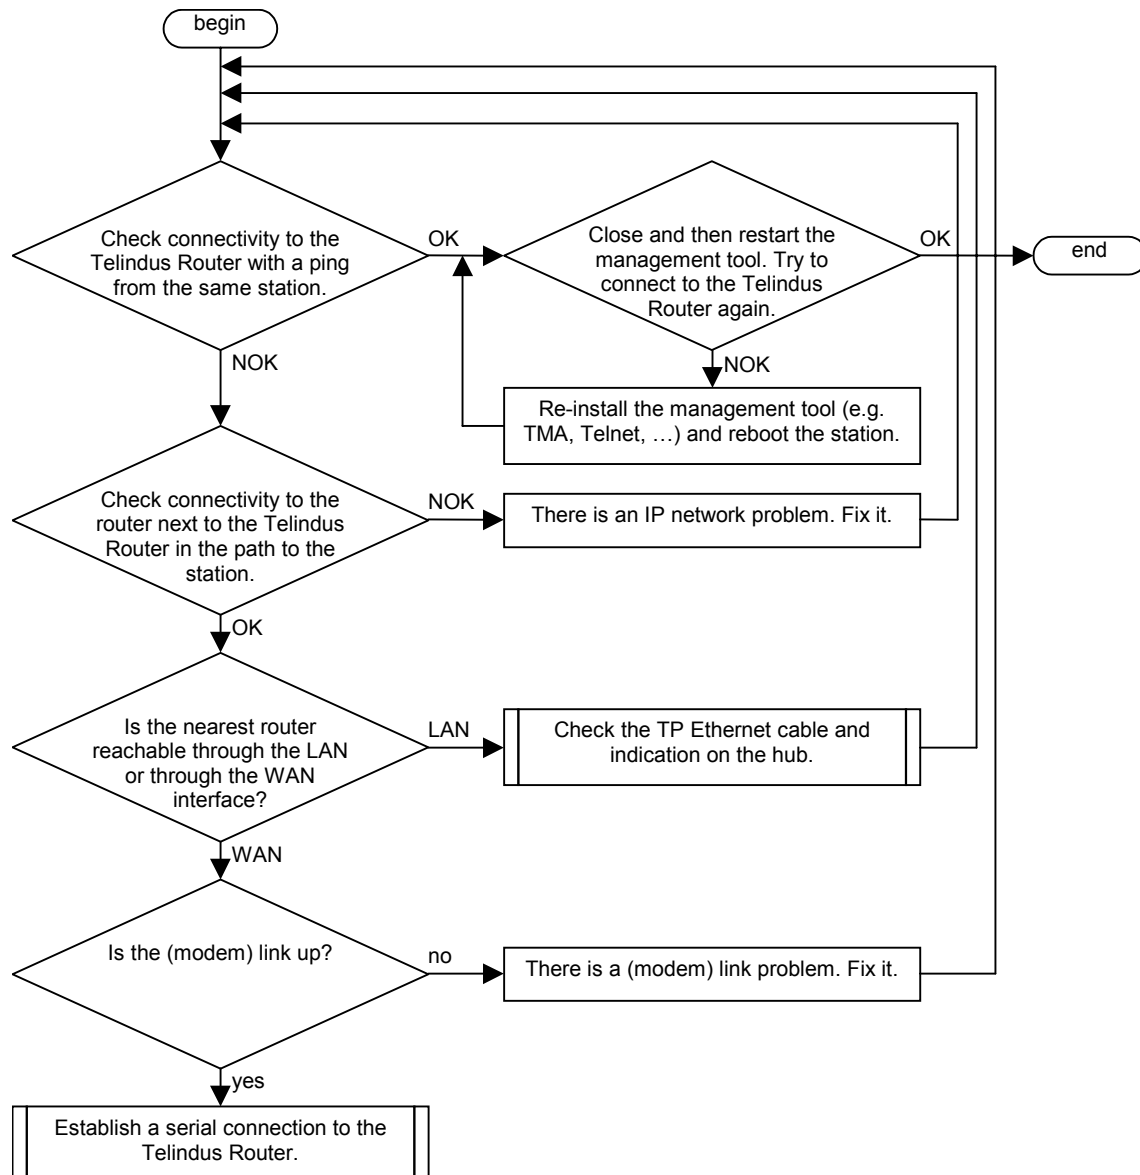 begin
Check connectivity to the
Telindus Router with a ping
from the same station.
OK
Close and then restart the
management tool. Try to
connect to the Telindus
Router again.
OK
end
NOK
NOK
Re-install the management tool (e.g.
TMA, Telnet, …) and reboot the station.
Check connectivity to the
router next to the Telindus
Router in the path to the
station.
NOK
There is an IP network problem. Fix it.
OK
Is the nearest router
reachable through the LAN
or through the WAN
interface?
LAN
Check the TP Ethernet cable and
indication on the hub.
WAN
Is the (modem) link up?
no
There is a (modem) link problem. Fix it.
yes
Establish a serial connection to the
Telindus Router.